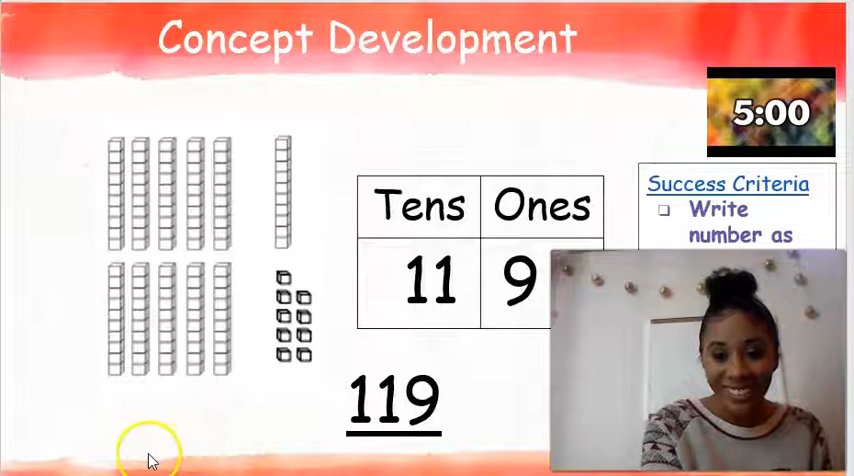 Concept Development
5:00
Tens Ones
11 9
119
Success Criteria
Write
number as